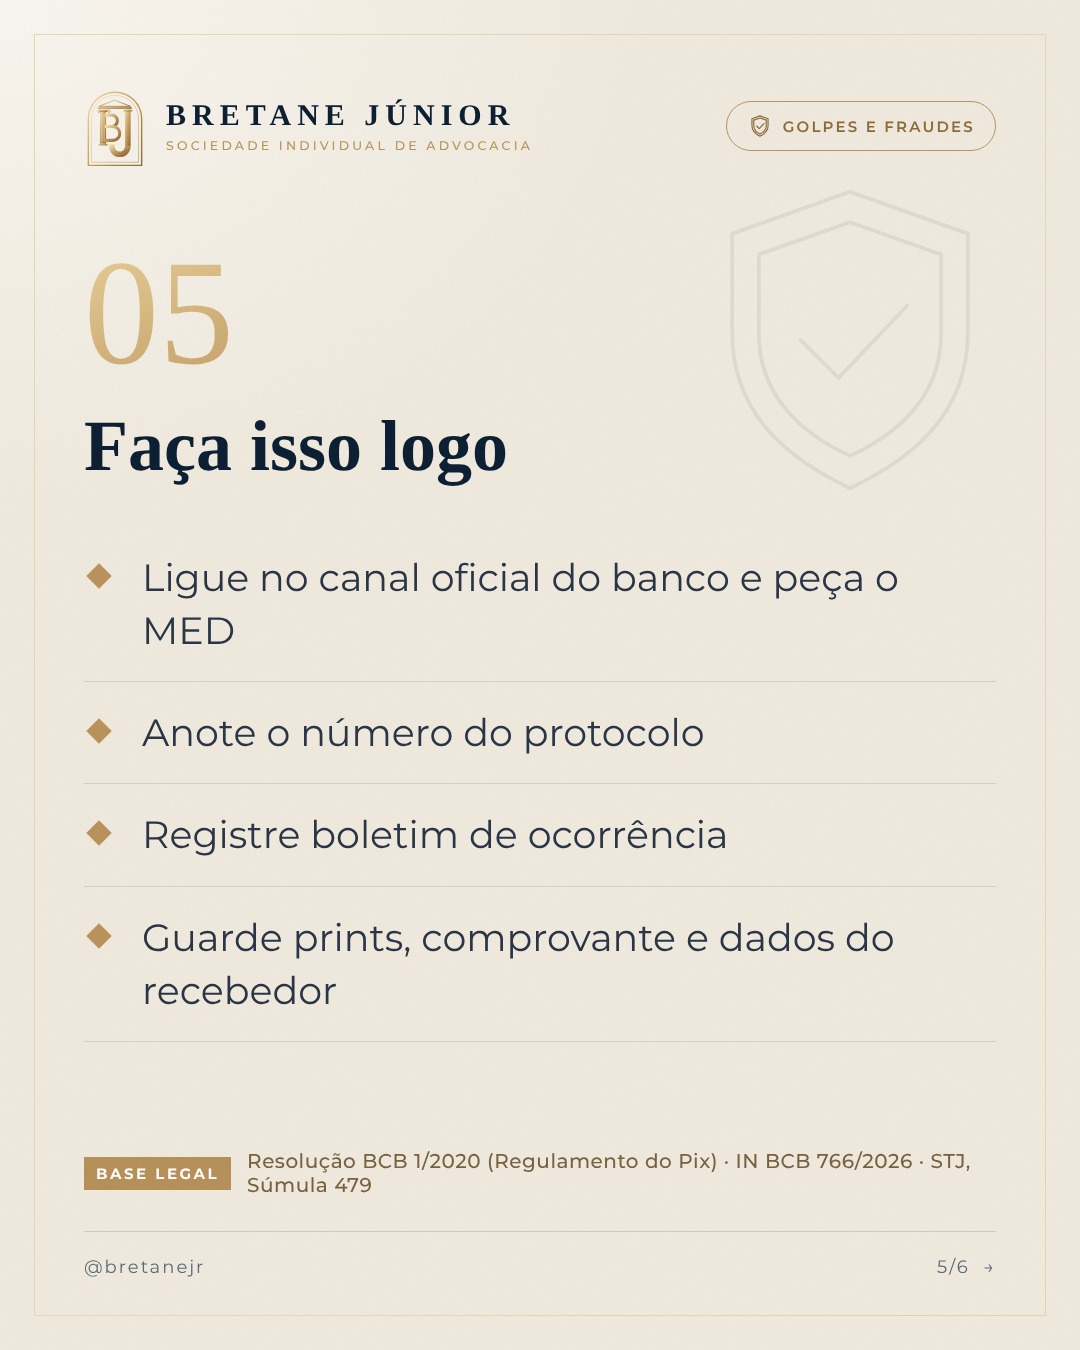 BRETANE JÚNIOR
SOCIEDADE INDIVIDUAL DE ADVOCACIA
GOLPES E FRAUDES
05
Faça isso logo
Ligue no canal oficial do banco e peça o
MED
Anote o número do protocolo
Registre boletim de ocorrência
Guarde prints, comprovante e dados do
recebedor
BASE LEGAL
Resolução BCB 1/2020 (Regulamento do Pix) · IN BCB 766/2026 · STJ,
Súmula 479
@bretanejr
5/6 →